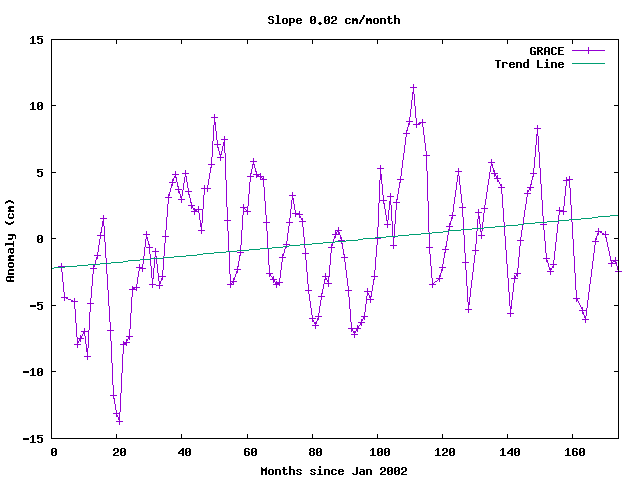 Slope 0.02 cm/month
GRACE
Trend Line
Anomaly (cm)
15
10
5
0
-5
-10
-15
0 20 40 60 80 100 120 140 160
Months since Jan 2002